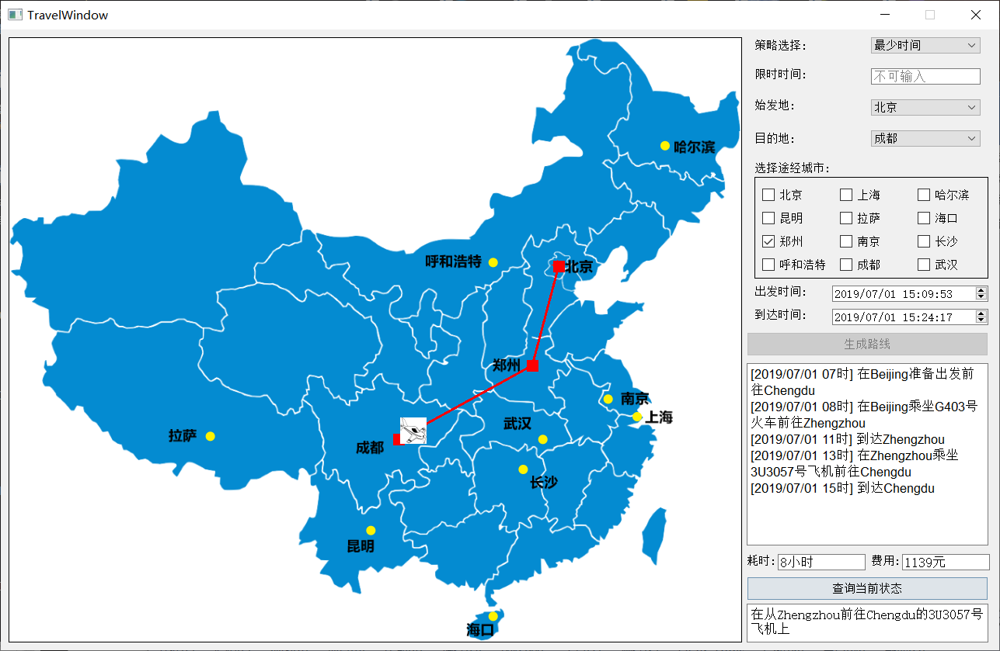 TravelWindow
哈尔滨
呼和浩特
北京
郑州
南京
上海
武汉
拉萨
成都
长沙
昆明
海口
策略选择：
最少时间
限时时间：
不可输入
始发地：
北京
目的地：
成都
选择途经城市：
北京 上海 哈尔滨
昆明 拉萨 海口
郑州 南京 长沙
呼和浩特 成都 武汉
出发时间：
2019/07/01 15:09:53
到达时间：
2019/07/01 15:24:17
生成路线
[2019/07/01 07时] 在Beijing准备出发前
往Chengdu
[2019/07/01 08时] 在Beijing乘坐G403号
火车前往Zhengzhou
[2019/07/01 11时] 到达Zhengzhou
[2019/07/01 13时] 在Zhengzhou乘坐
3U3057号飞机前往Chengdu
[2019/07/01 15时] 到达Chengdu
耗时：8小时 费用：1139元
查询当前状态
在从Zhengzhou前往Chengdu的3U3057号
飞机上